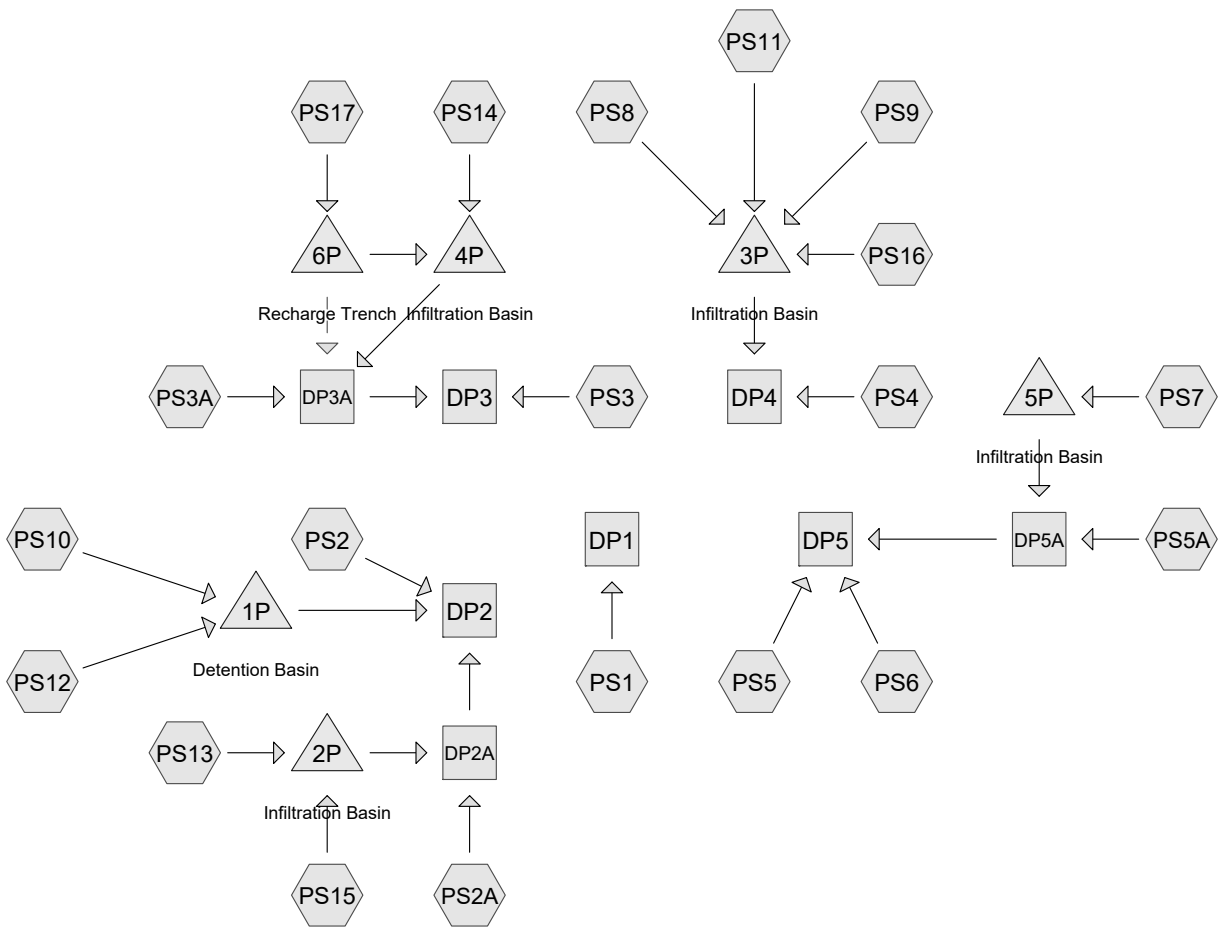 PS11
PS17
PS14
PS8
PS9
6P
4P
3P
PS16
Recharge Trench
Infiltration Basin
Infiltration Basin
PS3A
DP3A
DP3
PS3
DP4
PS4
5P
PS7
Infiltration Basin
PS10
PS2
DP1
DP5
DP5A
PS5A
1P
DP2
Detention Basin
PS12
PS1
PS5
PS6
PS13
2P
DP2A
Infiltration Basin
PS15
PS2A